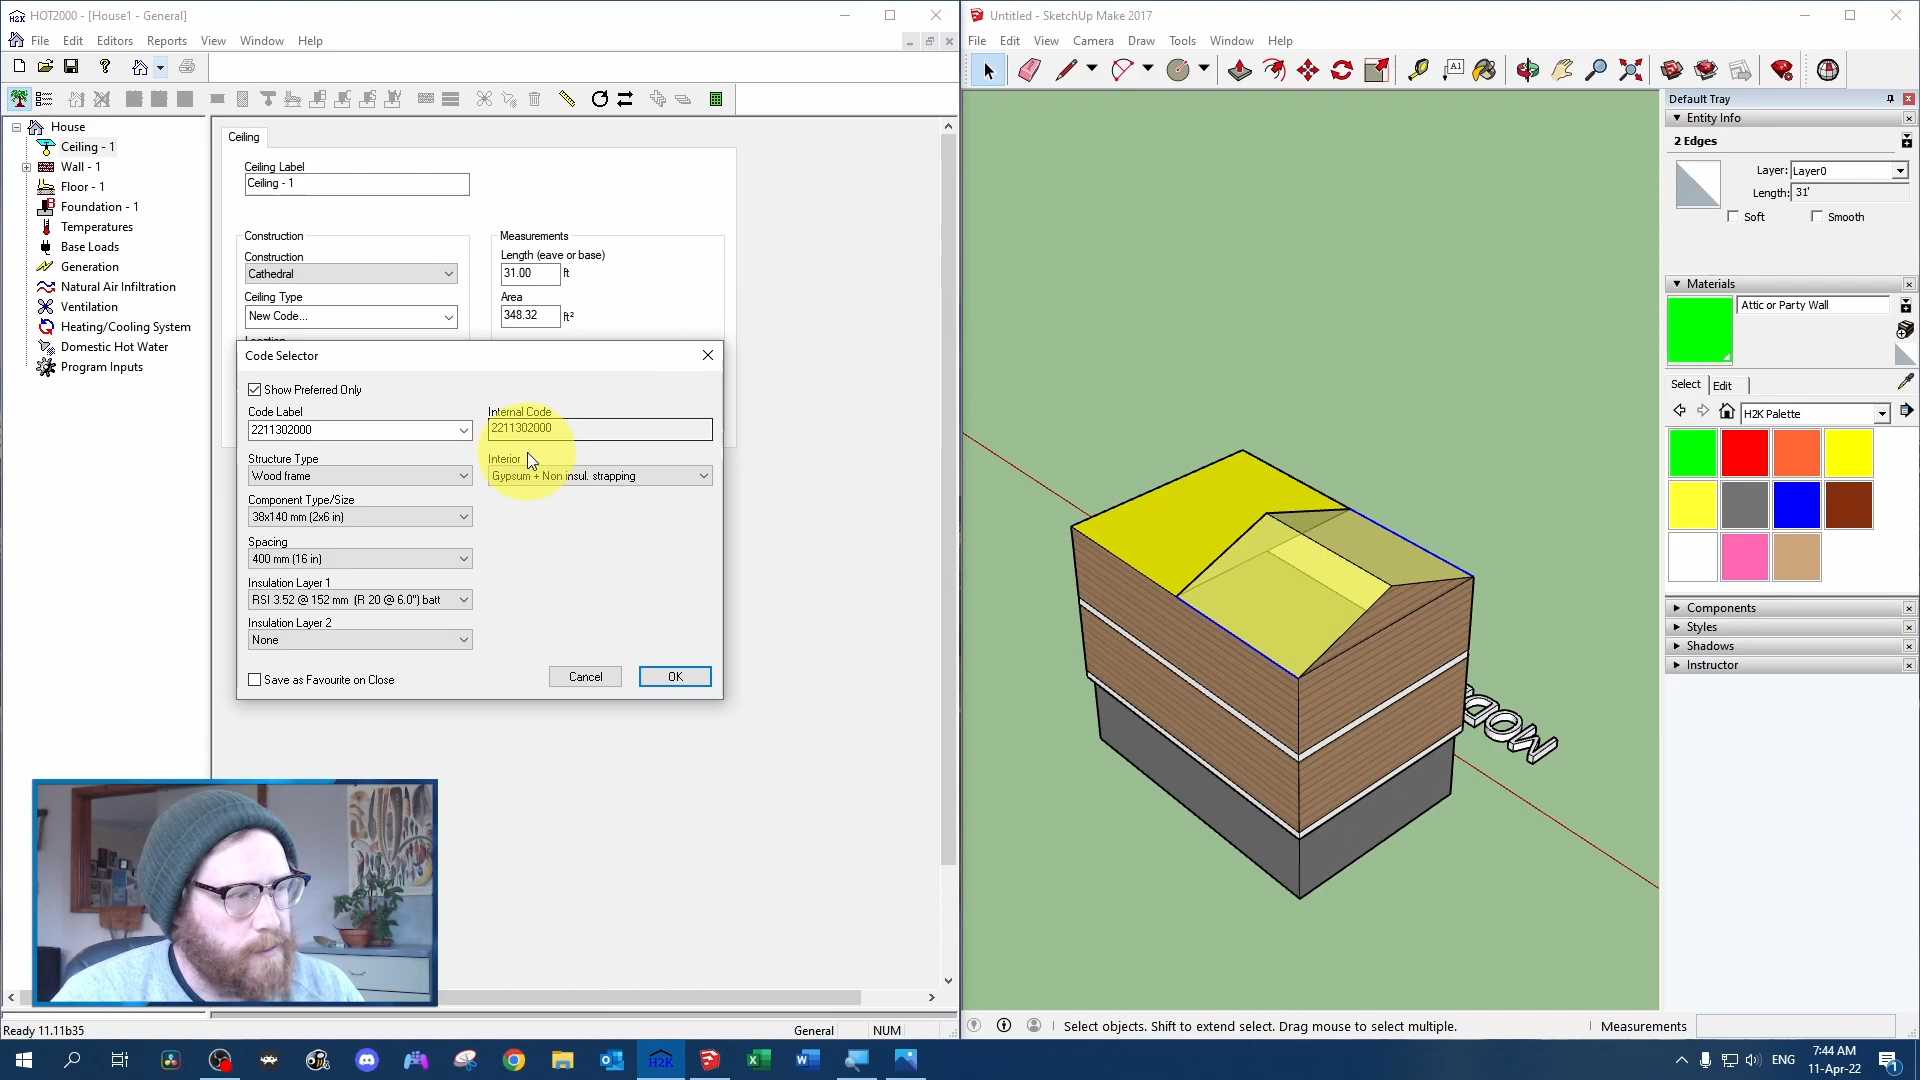 HOT2000 - [House1 - General]
File Edit Editors Reports View Window Help
House
Ceiling - 1
Wall - 1
Floor - 1
Foundation - 1
Temperatures
Base Loads
Generation
Natural Air Infiltration
Ventilation
Heating/Cooling System
Domestic Hot Water
Program Inputs
Ceiling
Ceiling Label
Ceiling - 1
Construction
Construction
Cathedral
Ceiling Type
New Code...
Measurements
Length (eave or base)
31.00 ft
Area
348.32 ft²
Code Selector
Show Preferred Only
Code Label
2211302000
Internal Code
2211302000
Structure Type
Wood frame
Interior
Gypsum + Non insul. strapping
Component Type/Size
38x140 mm (2x6 in)
Spacing
400 mm (16 in)
Insulation Layer 1
RSI 3.52 @ 152 mm (R 20 @ 6.0") batt
Insulation Layer 2
None
Save as Favourite on Close
Cancel OK
Ready 11.11b35
General NUM
Untitled - SketchUp Make 2017
File Edit View Camera Draw Tools Window Help
A1
Default Tray
Entity Info
2 Edges
Layer: Layer0
Length: 31'
Soft Smooth
Materials
Attic or Party Wall
Select Edit
H2K Palette
Components
Styles
Shadows
Instructor
Select objects. Shift to extend select. Drag mouse to select multiple.
Measurements
H2K
ENG
7:44 AM
11-Apr-22
1